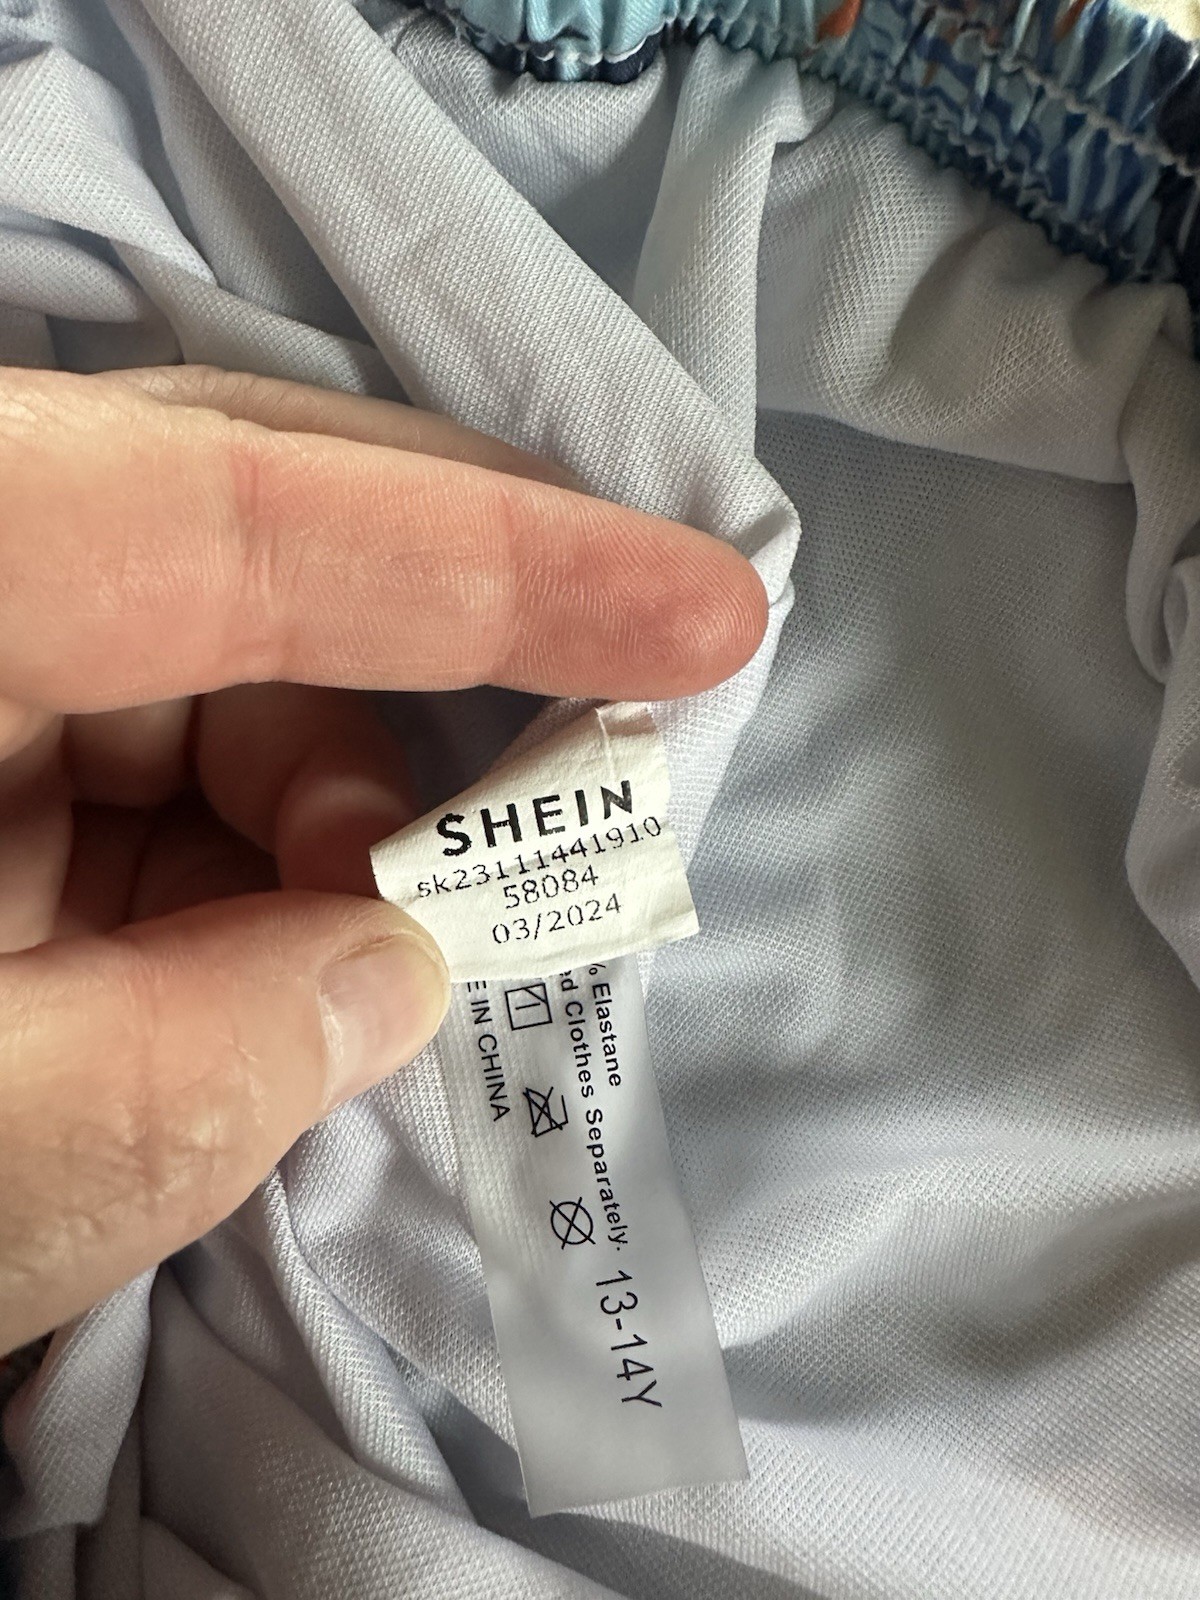 SHEIN
sk23111441910
58084
03/2024
% Elastane
Clothes Separately.
IN CHINA
13-14Y